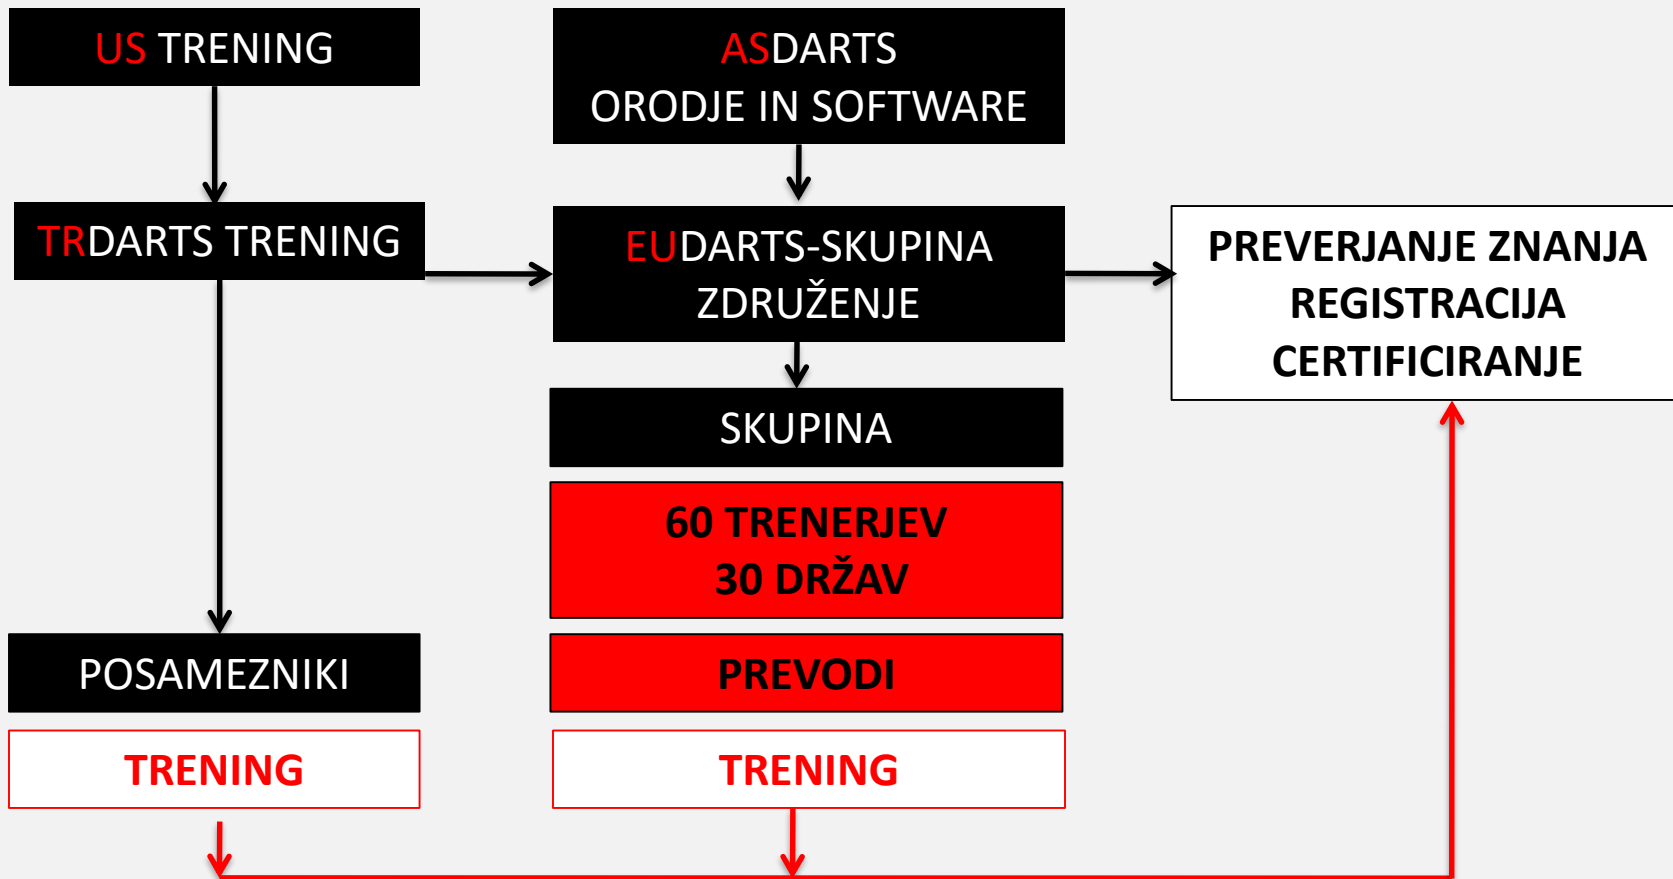 US TRENING
ASDARTS
ORODJE IN SOFTWARE
TRDARTS TRENING
EUDARTS-SKUPINA
ZDRUŽENJE
PREVERJANJE ZNANJA
REGISTRACIJA
CERTIFICIRANJE
SKUPINA
60 TRENERJEV
30 DRŽAV
POSAMEZNIKI
PREVODI
TRENING
TRENING